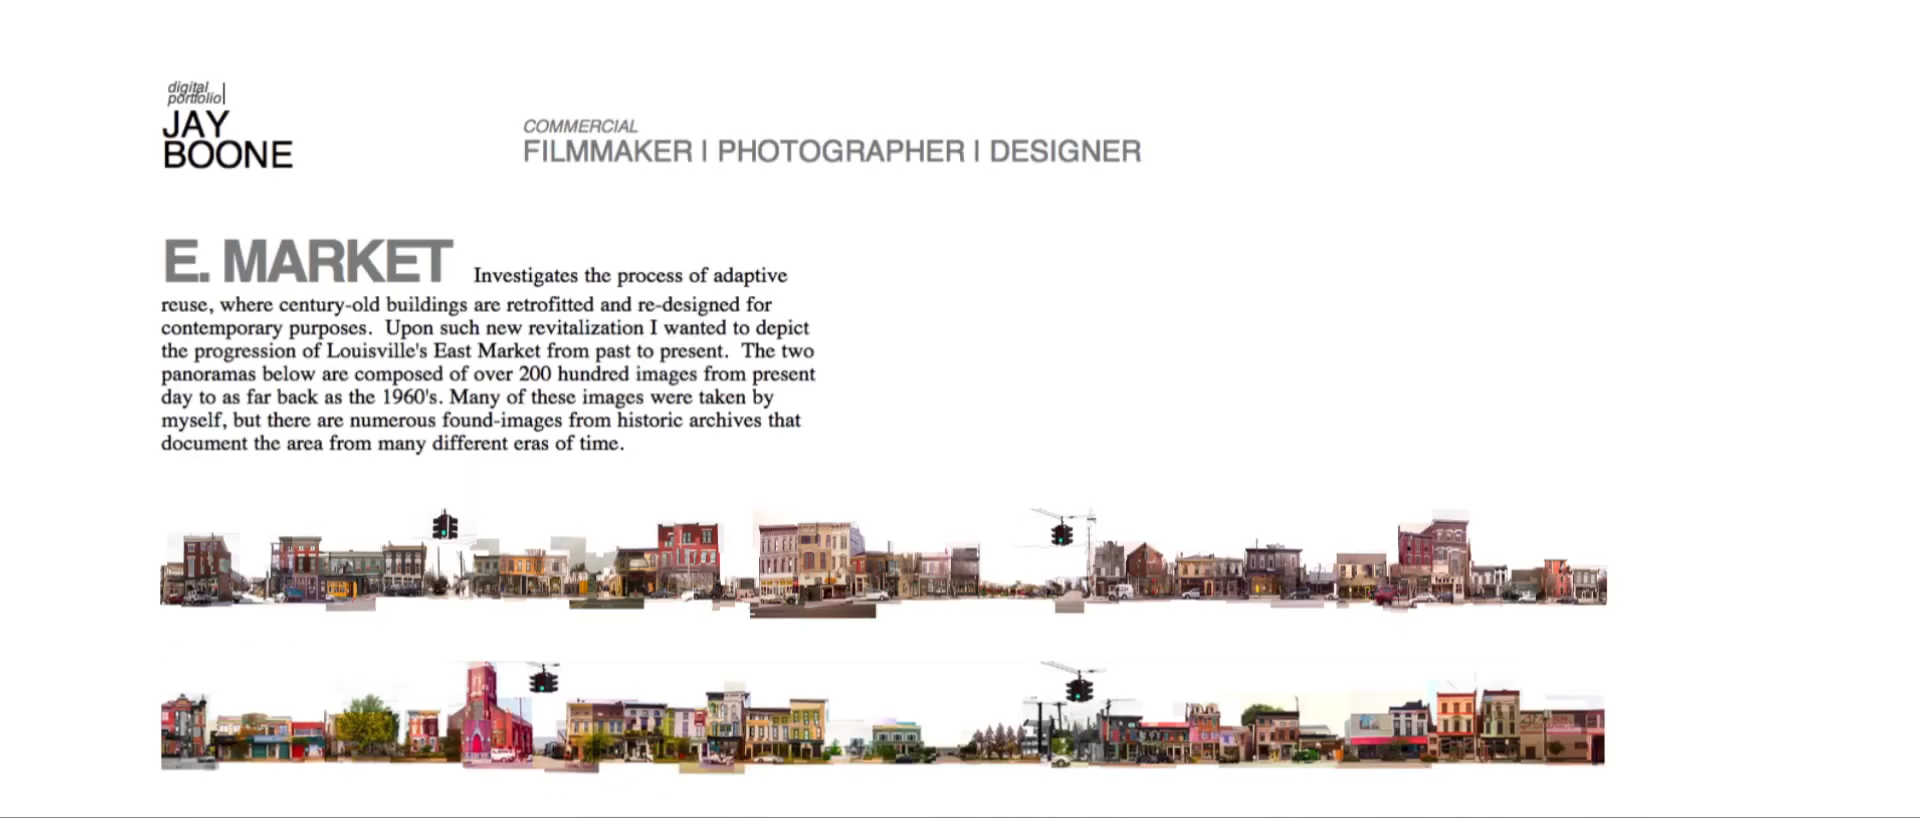 digital
portfolio|
JAY
BOONE
COMMERCIAL
FILMMAKER | PHOTOGRAPHER | DESIGNER
E. MARKET Investigates the process of adaptive
reuse, where century-old buildings are retrofitted and re-designed for
contemporary purposes.  Upon such new revitalization I wanted to depict
the progression of Louisville's East Market from past to present.  The two
panoramas below are composed of over 200 hundred images from present
day to as far back as the 1960's. Many of these images were taken by
myself, but there are numerous found-images from historic archives that
document the area from many different eras of time.